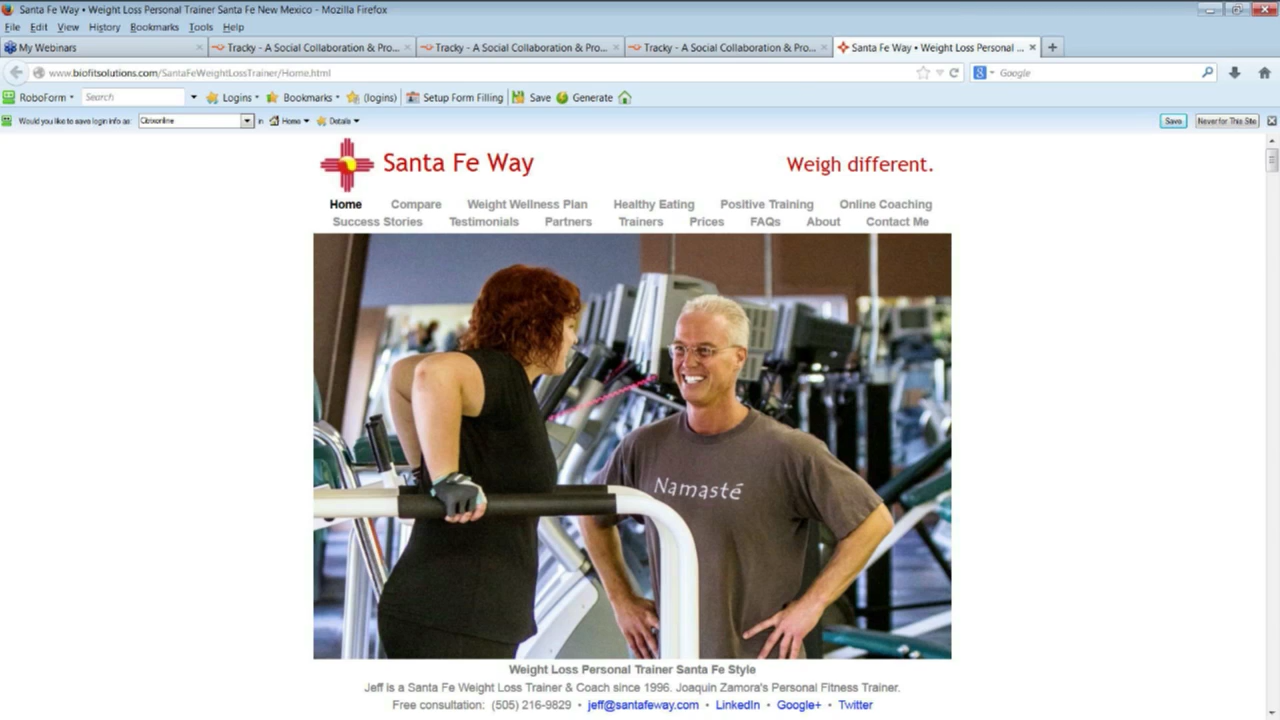 Santa Fe Way • Weight Loss Personal Trainer Santa Fe New Mexico - Mozilla Firefox
File Edit View History Bookmarks Tools Help
My Webinars Tracky - A Social Collaboration & Pro... Tracky - A Social Collaboration & Pro... Tracky - A Social Collaboration & Pro... Santa Fe Way • Weight Loss Personal ...
www.biofitsolutions.com/SantaFeWeightLossTrainer/Home.html Google
RoboForm Search Logins Bookmarks (logins) Setup Form Filling Save Generate
Would you like to save login info as: Citrixonline in Home Details Save Never for This Site
Santa Fe Way Weigh different.
Home Compare Weight Wellness Plan Healthy Eating Positive Training Online Coaching
Success Stories Testimonials Partners Trainers Prices FAQs About Contact Me
Namasté
Weight Loss Personal Trainer Santa Fe Style
Jeff is a Santa Fe Weight Loss Trainer & Coach since 1996. Joaquin Zamora's Personal Fitness Trainer.
Free consultation: (505) 216-9829 • jeff@santafeway.com • LinkedIn • Google+ • Twitter